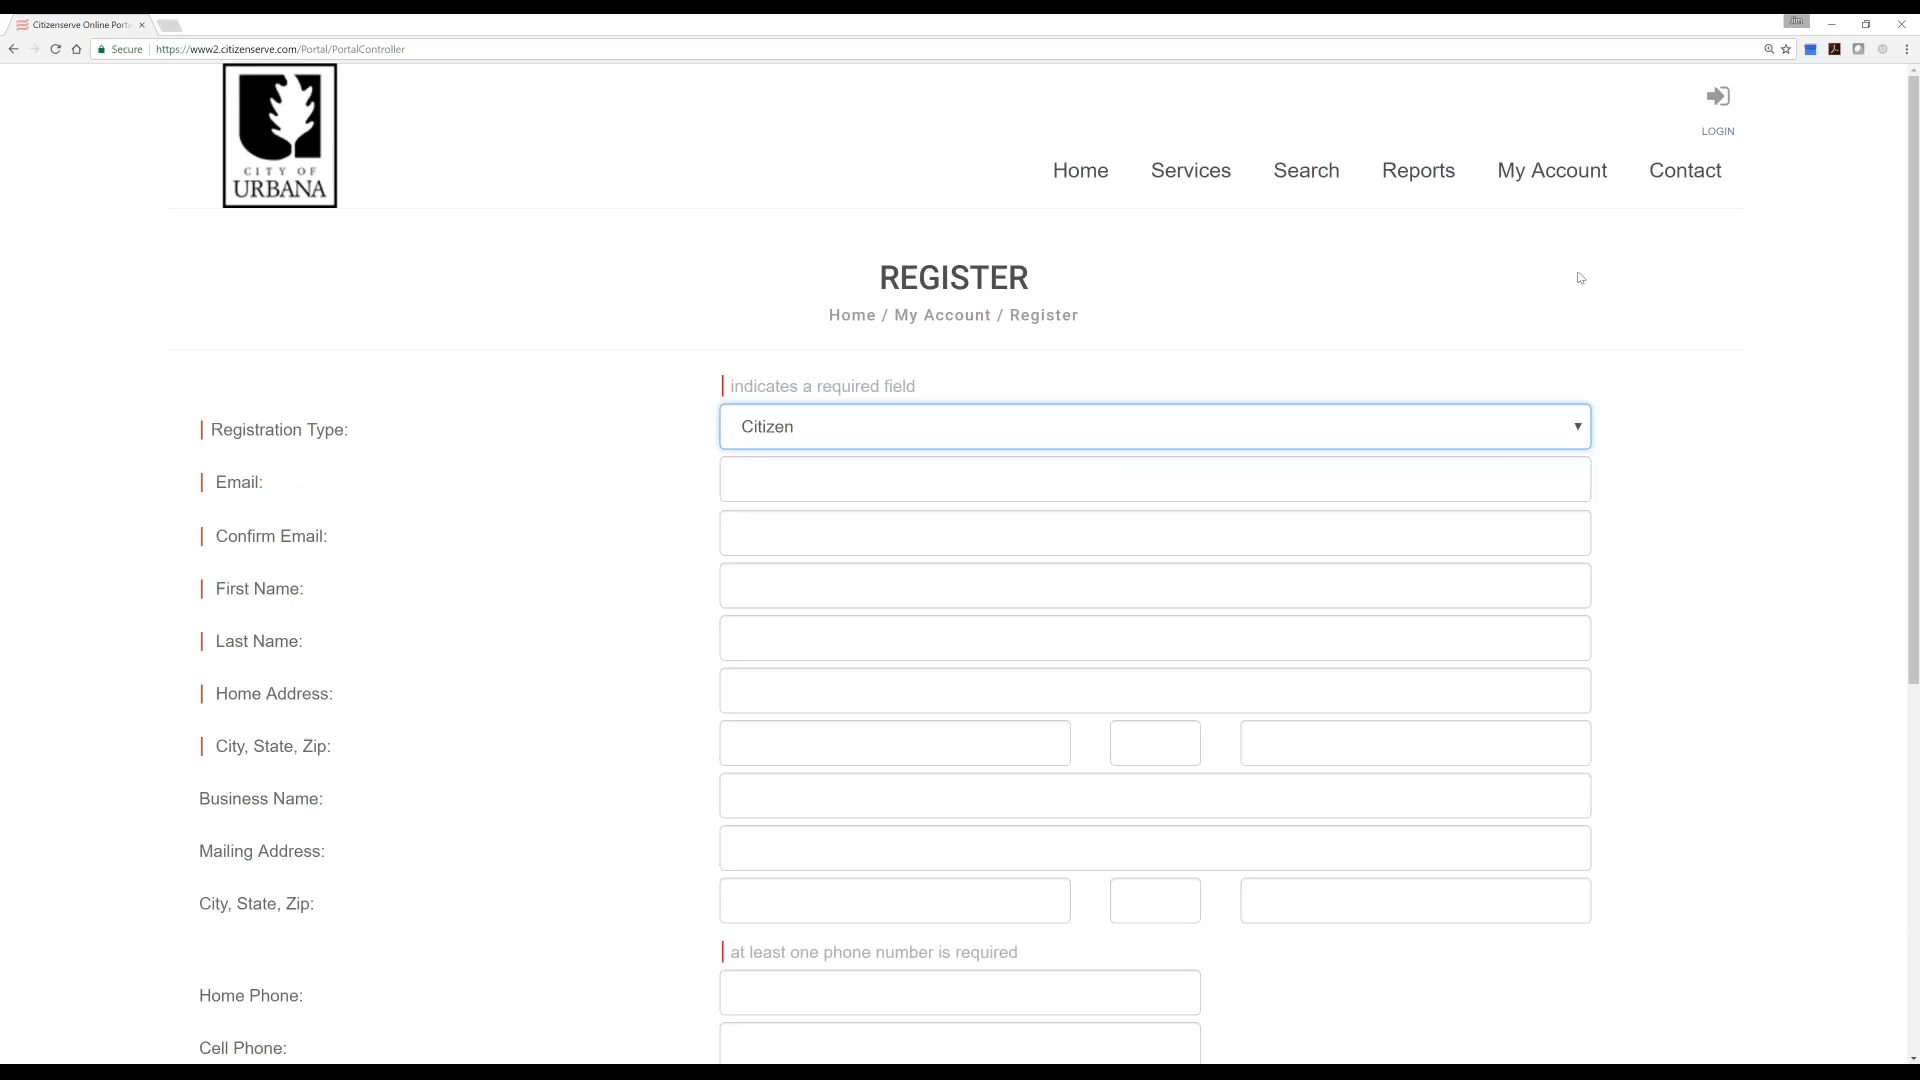 Citizenserve Online Porta
Jim
Secure https://www2.citizenserve.com/Portal/PortalController
CITY OF
URBANA
LOGIN
Home Services Search Reports My Account Contact
REGISTER
Home / My Account / Register
indicates a required field
Registration Type: Citizen
Email:
Confirm Email:
First Name:
Last Name:
Home Address:
City, State, Zip:
Business Name:
Mailing Address:
City, State, Zip:
at least one phone number is required
Home Phone:
Cell Phone: